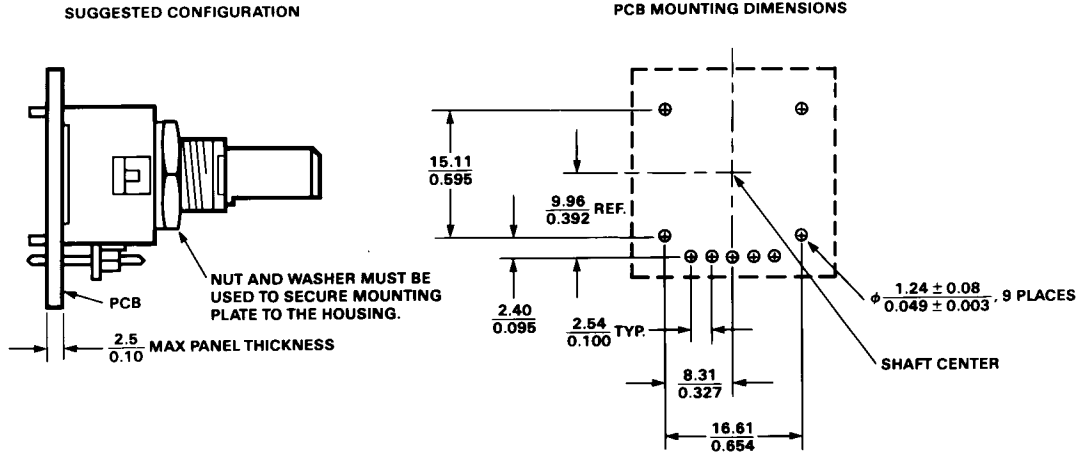 SUGGESTED CONFIGURATION
NUT AND WASHER MUST BE
USED TO SECURE MOUNTING
PLATE TO THE HOUSING.
PCB
2.5
0.10
MAX PANEL THICKNESS
PCB MOUNTING DIMENSIONS
15.11
0.595
9.96
0.392
REF.
2.40
0.095
2.54
0.100
TYP.
8.31
0.327
16.61
0.654
ϕ 1.24 ± 0.08
0.049 ± 0.003
, 9 PLACES
SHAFT CENTER